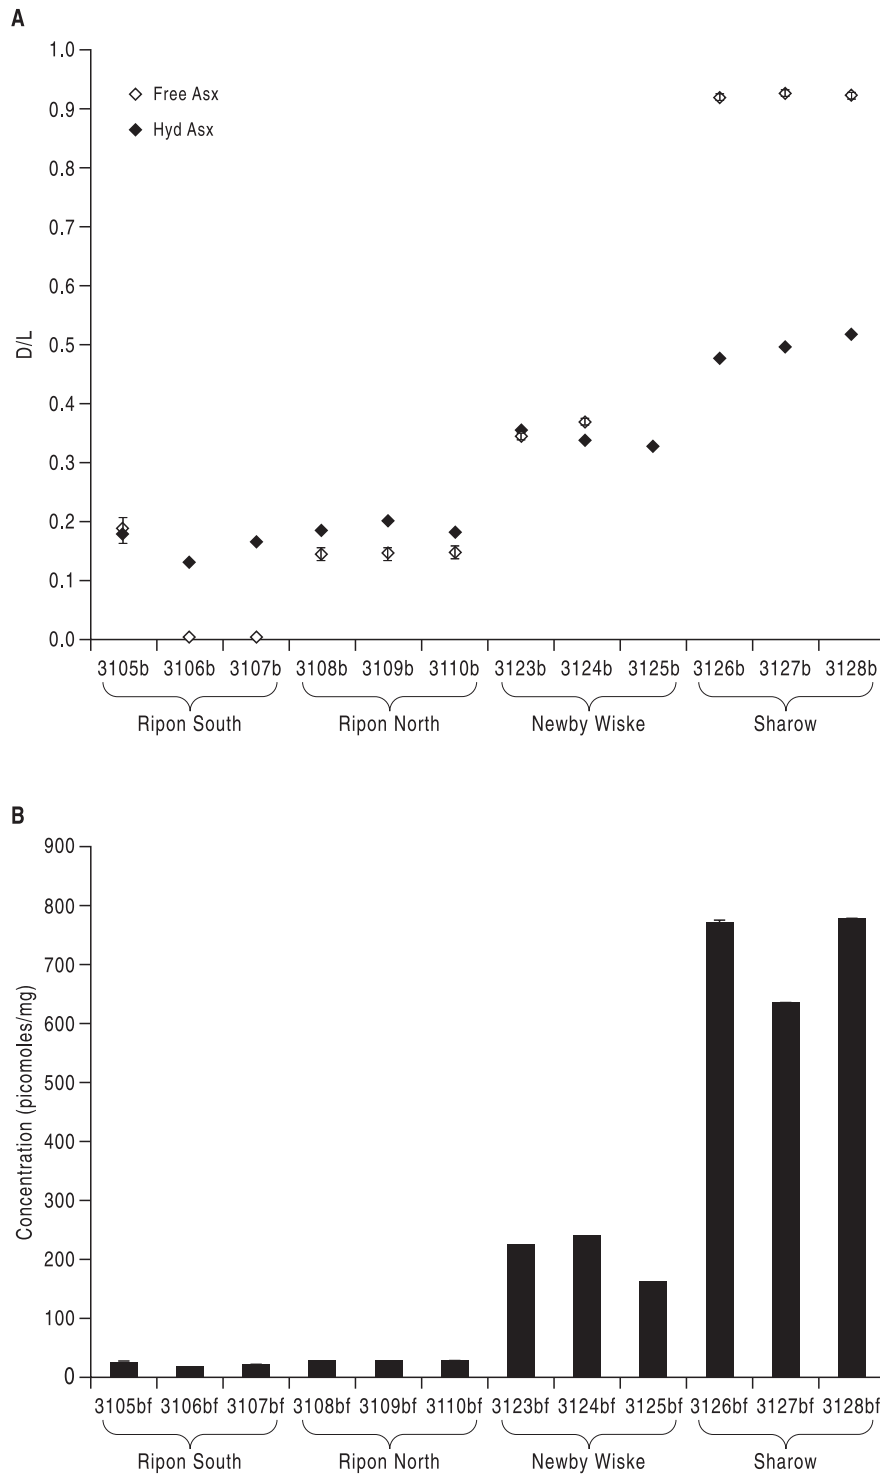 A
1.0
0.9
0.8
0.7
0.6
0.5
0.4
0.3
0.2
0.1
0.0
D/L
Free Asx
Hyd Asx
3105b 3106b 3107b 3108b 3109b 3110b 3123b 3124b 3125b 3126b 3127b 3128b
Ripon South Ripon North Newby Wiske Sharow
B
900
800
700
600
500
400
300
200
100
0
Concentration (picomoles/mg)
3105bf 3106bf 3107bf 3108bf 3109bf 3110bf 3123bf 3124bf 3125bf 3126bf 3127bf 3128bf
Ripon South Ripon North Newby Wiske Sharow